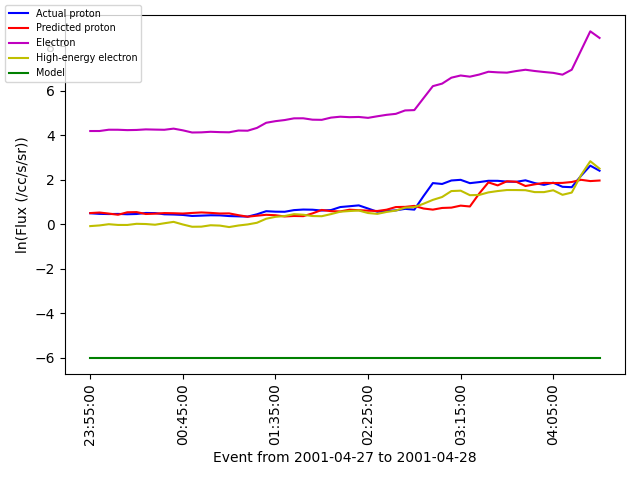 Actual proton
Predicted proton
Electron
High-energy electron
Model
8
6
4
2
0
−2
−4
−6
ln(Flux (/cc/s/sr))
23:55:00
00:45:00
01:35:00
02:25:00
03:15:00
04:05:00
Event from 2001-04-27 to 2001-04-28